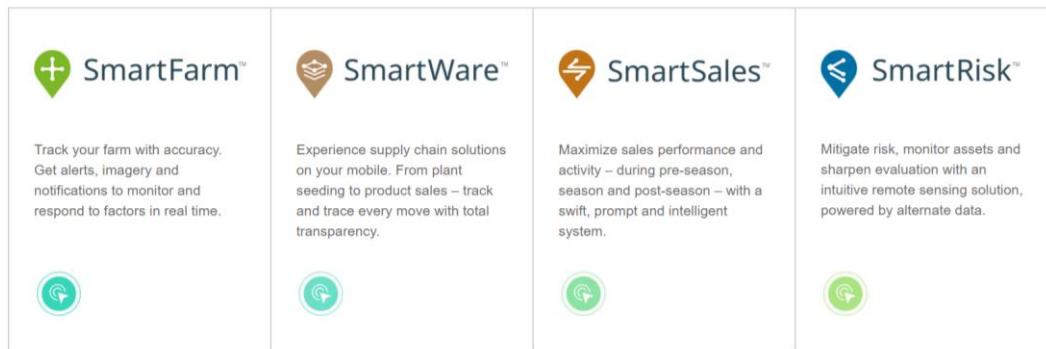 SmartFarm™
Track your farm with accuracy.
Get alerts, imagery and
notifications to monitor and
respond to factors in real time.
SmartWare™
Experience supply chain solutions
on your mobile. From plant
seeding to product sales – track
and trace every move with total
transparency.
SmartSales™
Maximize sales performance and
activity – during pre-season,
season and post-season – with a
swift, prompt and intelligent
system.
SmartRisk™
Mitigate risk, monitor assets and
sharpen evaluation with an
intuitive remote sensing solution,
powered by alternate data.